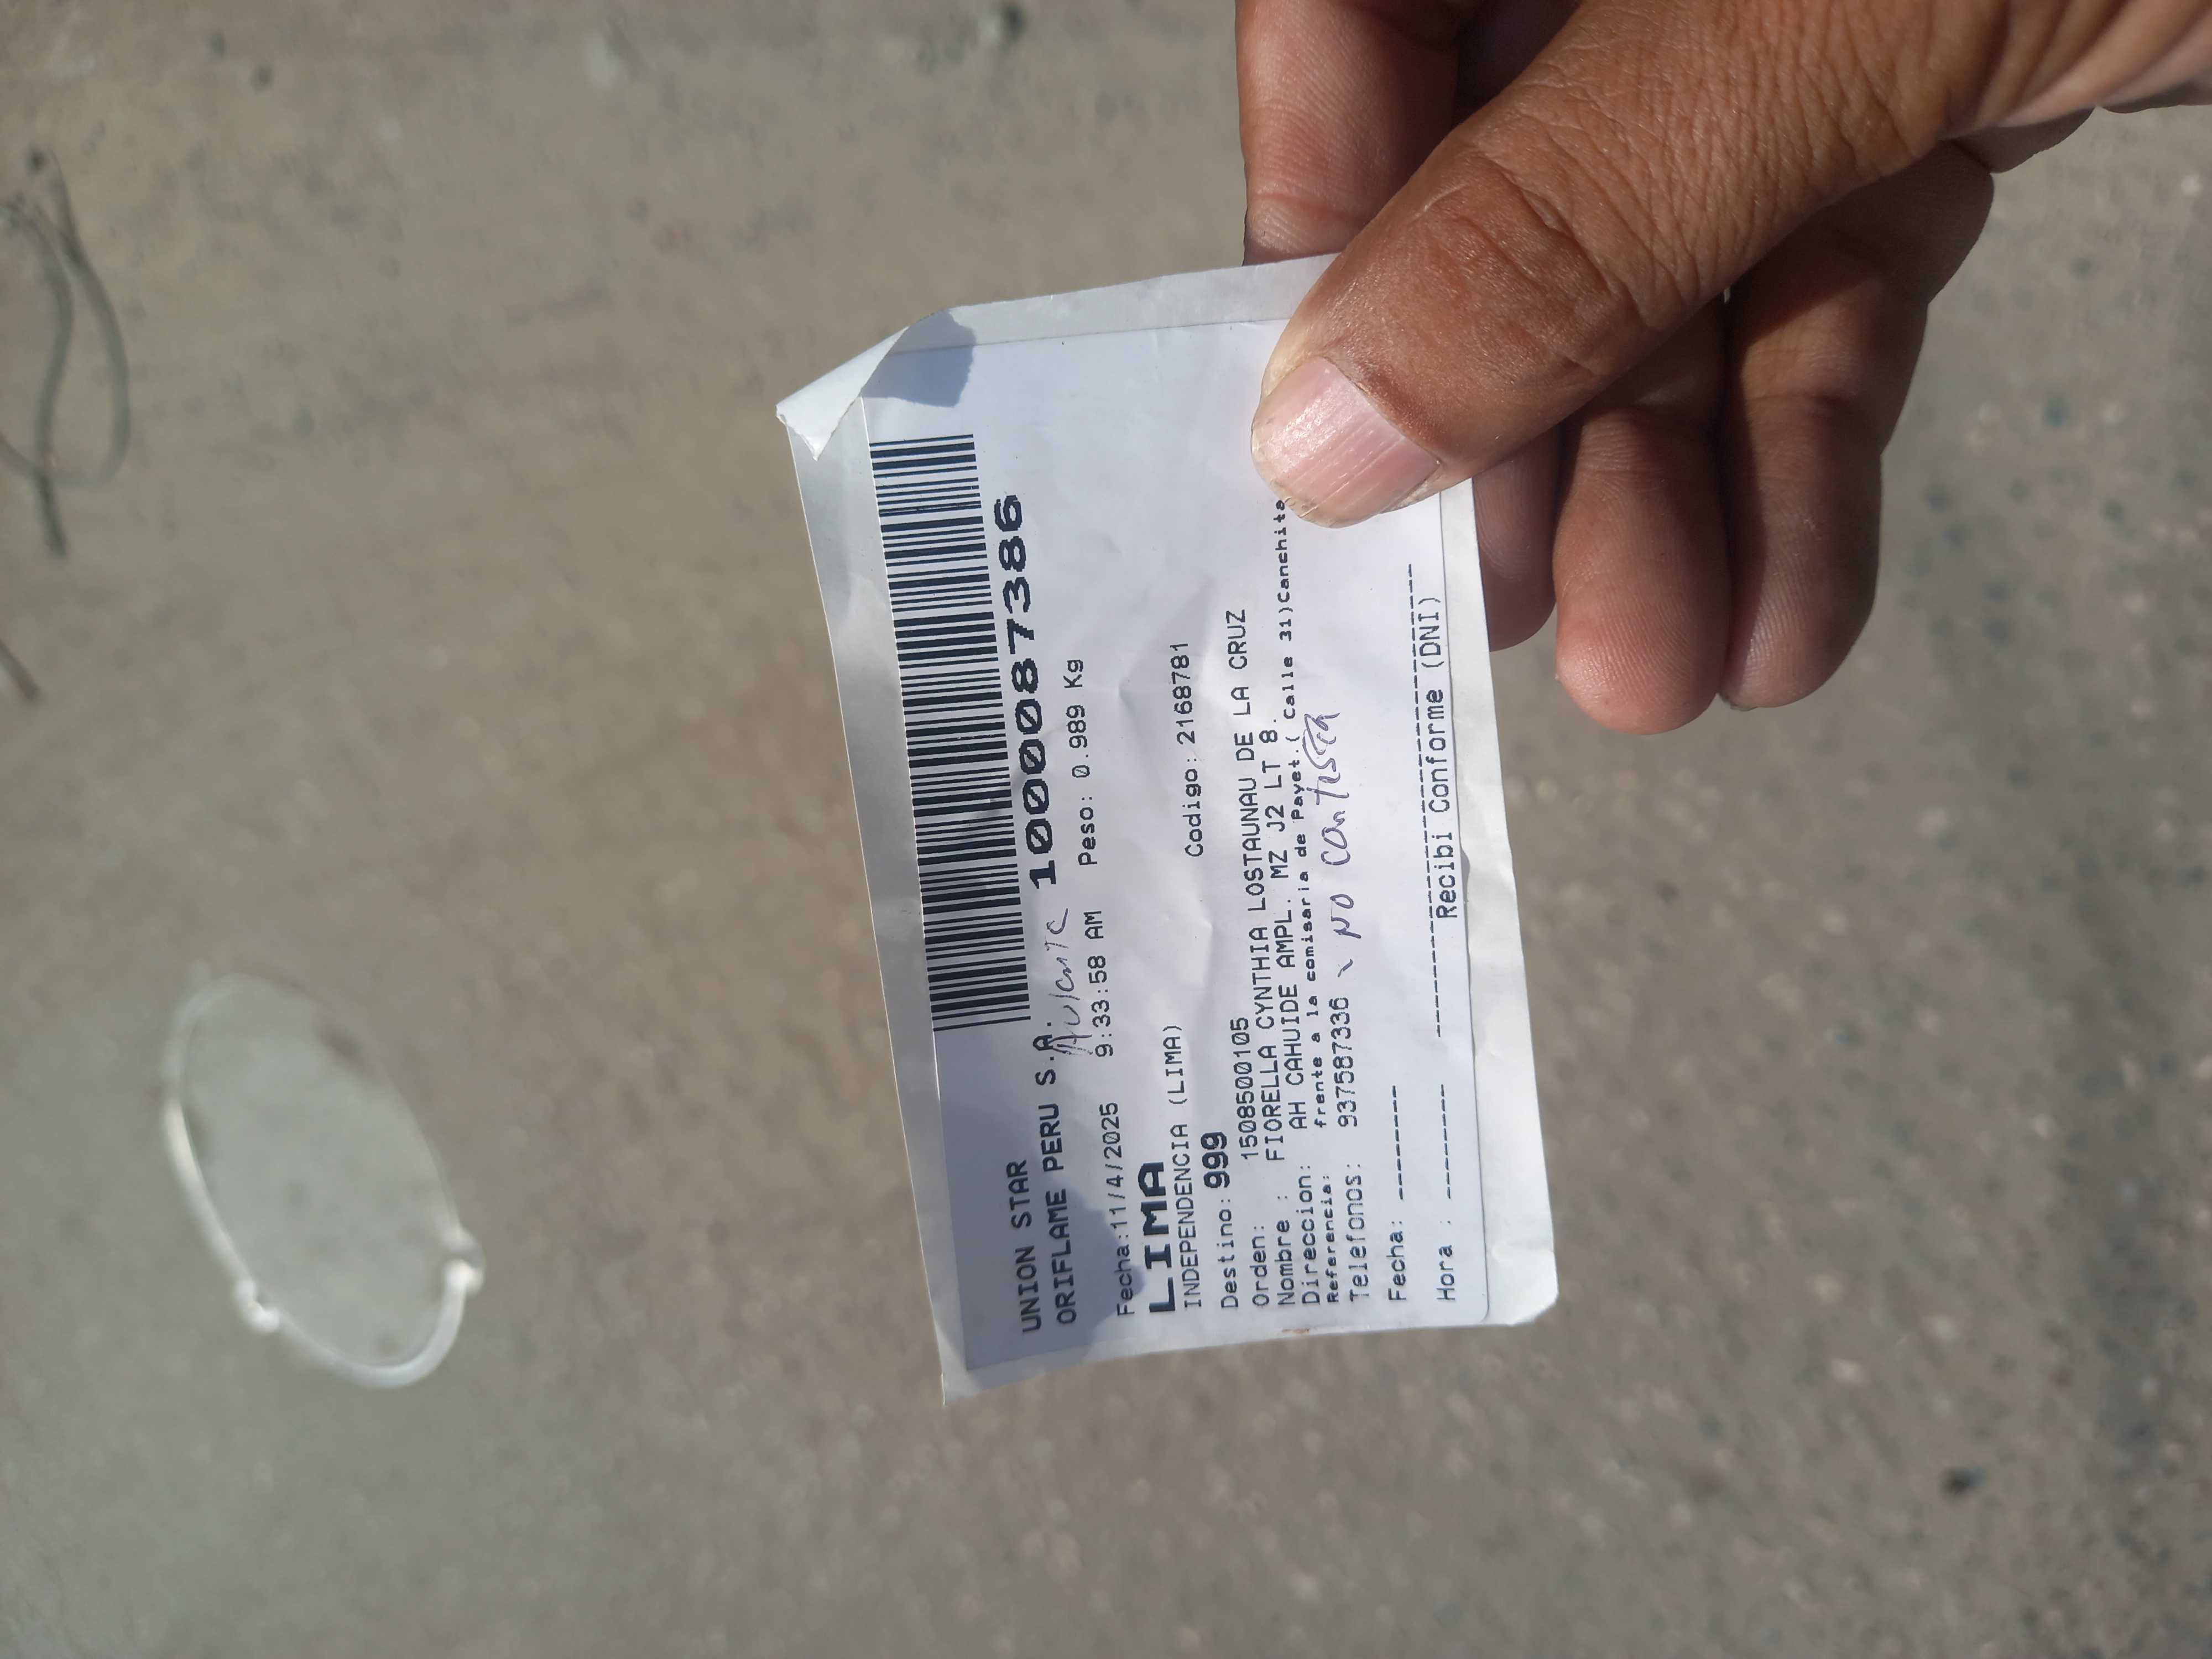 UNION STAR
ORIFLAME PERU S.A.
1000087386
Fecha:11/4/2025 9:33:58 AM Peso: 0.989 Kg
LIMA
INDEPENDENCIA (LIMA)
Codigo: 2168781
Destino: 999
Orden: 1508500105
Nombre : FIORELLA CYNTHIA LOSTAUNAU DE LA CRUZ
Direccion: AH CAHUIDE AMPL. MZ J2 LT 8.
Referencia: frente a la comisaria de Payet.( Calle 31)Canchita
Telefonos: 937587336 NO contesta
Fecha: -------
Hora : -------
Recibi Conforme (DNI)